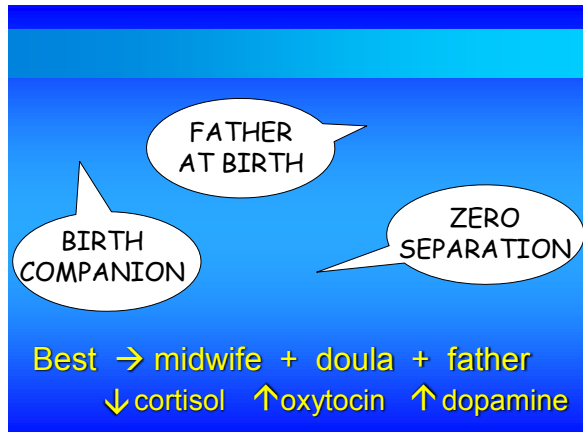 FATHER
AT BIRTH
BIRTH
COMPANION
ZERO
SEPARATION
Best → midwife + doula + father
↓ cortisol ↑ oxytocin ↑ dopamine